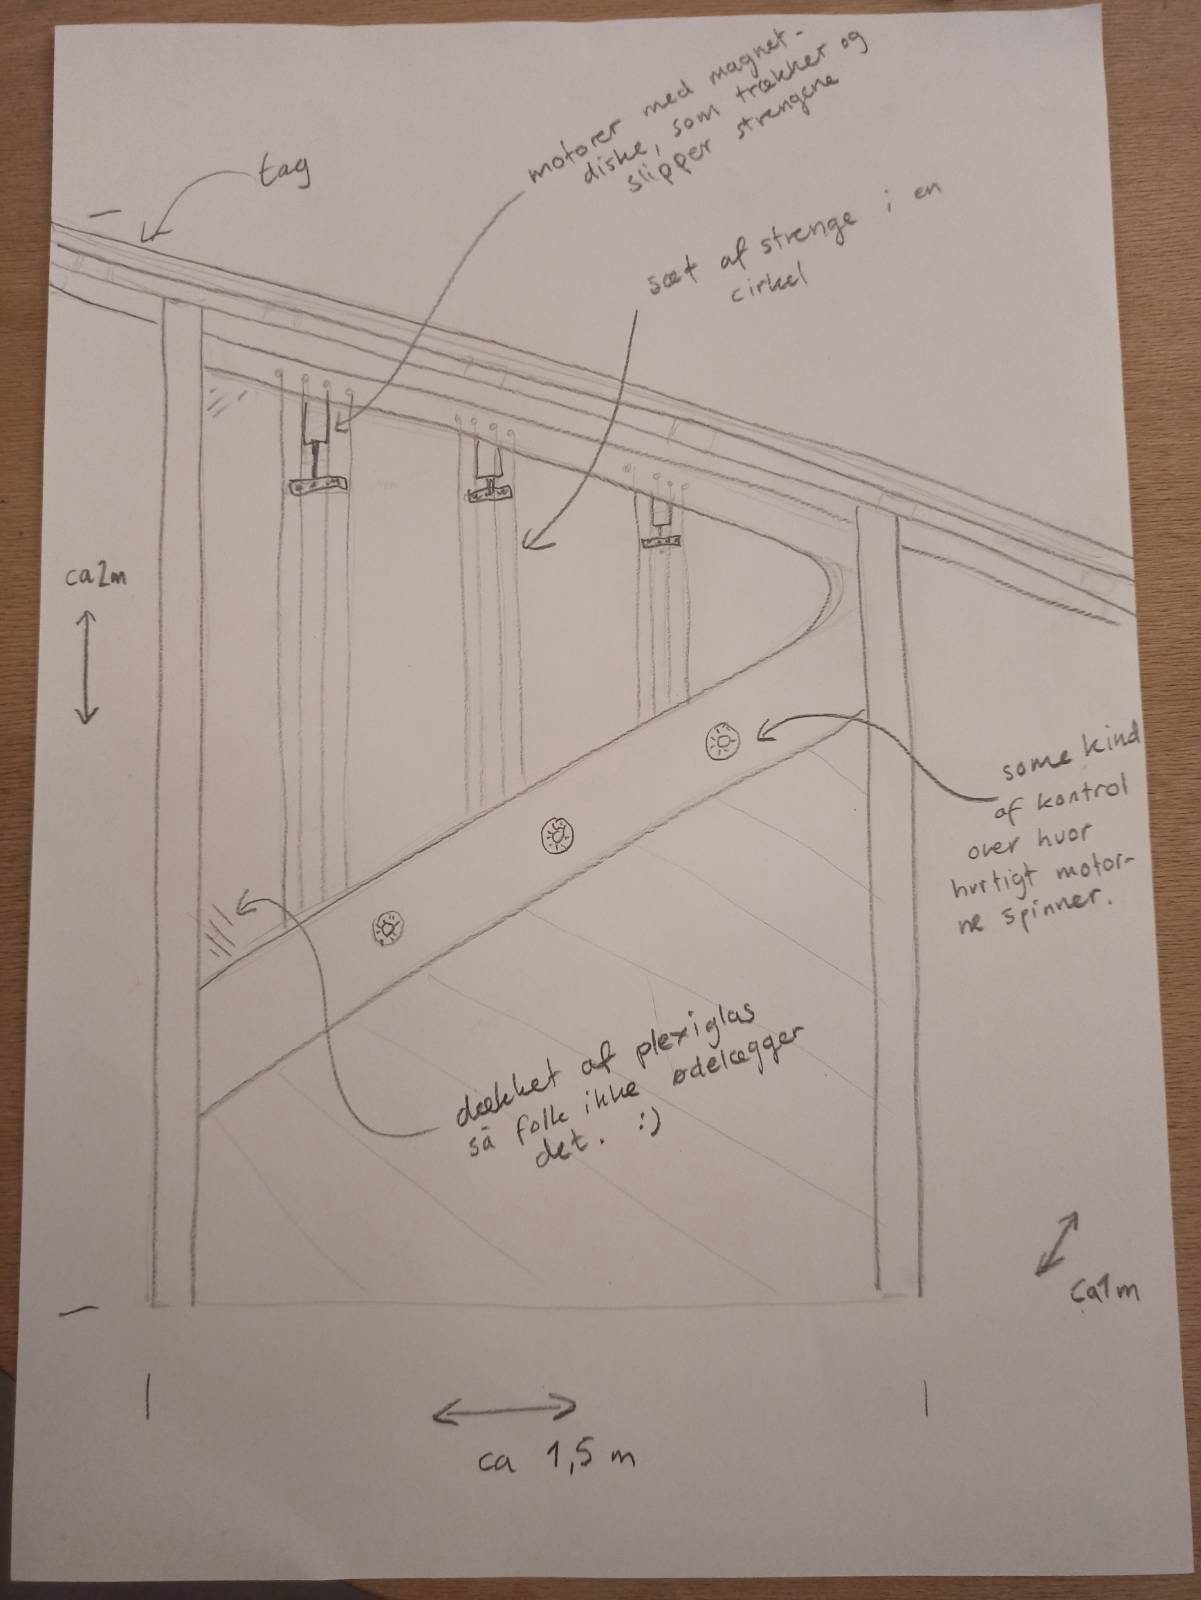 motorer med magnet-
diske, som trækker og
slipper strengene
tag
sæt af strenge i en
cirkel
ca 2m
some kind
af kontrol
over hvor
hurtigt motor-
ne spinner.
dækket af plexiglas
så folk ikke ødelægger
det. :)
ca 1m
ca 1,5 m